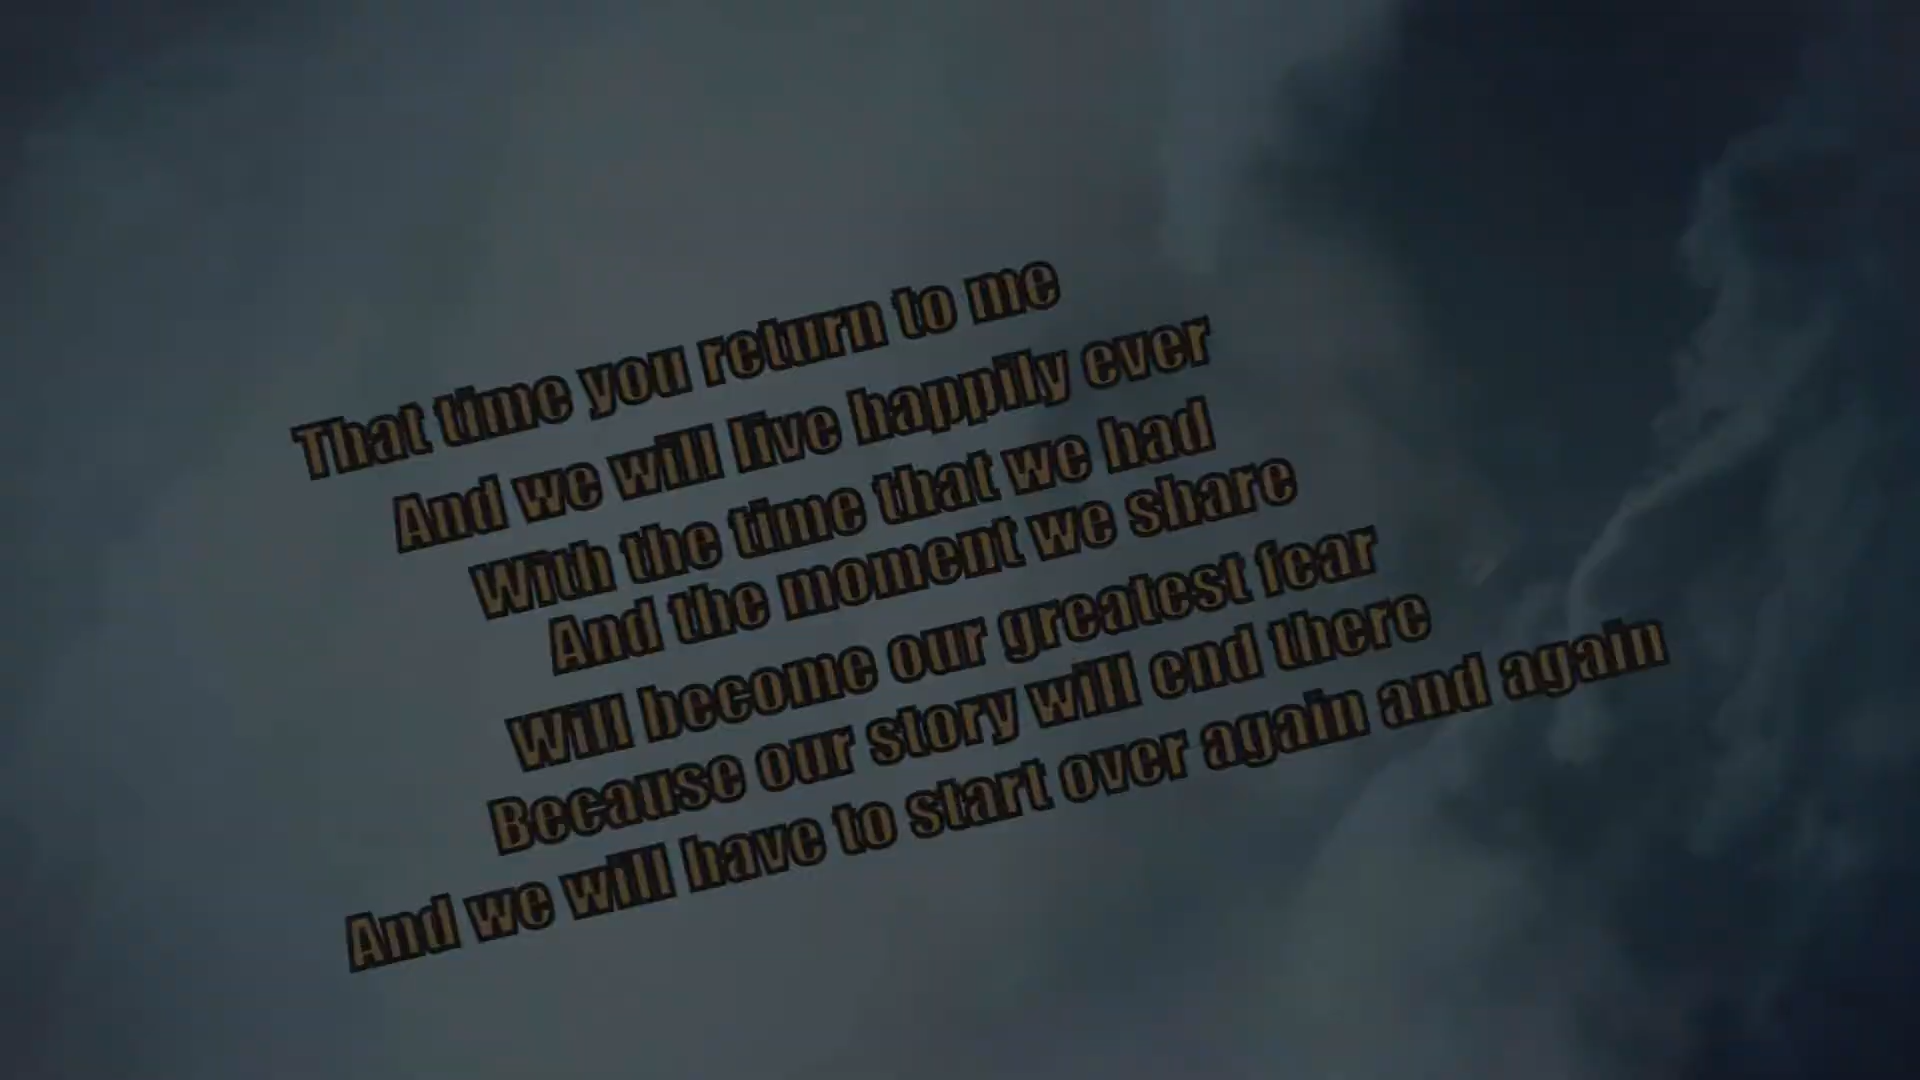 That time you return to me
And we will live happily ever
With the time that we had
And the moment we share
Will become our greatest fear
Because our story will end there
And we will have to start over again and again